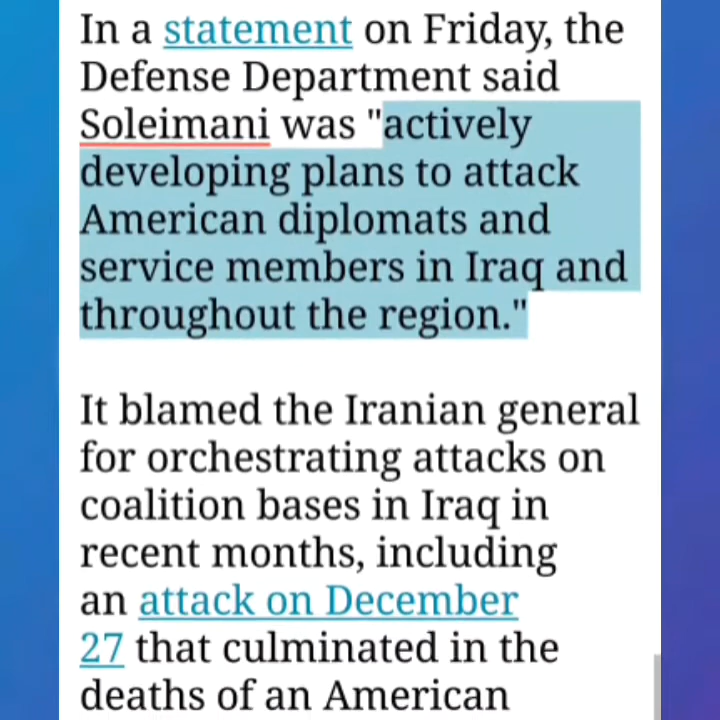 In a statement on Friday, the
Defense Department said
Soleimani was "actively
developing plans to attack
American diplomats and
service members in Iraq and
throughout the region."
It blamed the Iranian general
for orchestrating attacks on
coalition bases in Iraq in
recent months, including
an attack on December
27 that culminated in the
deaths of an American